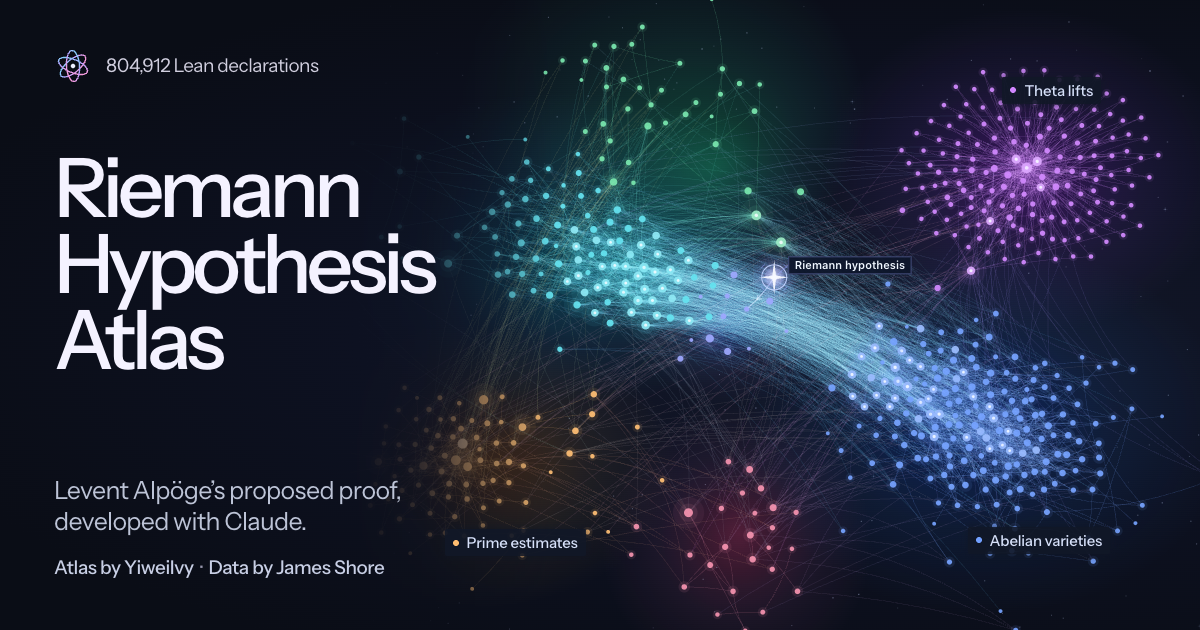 804,912 Lean declarations
Riemann
Hypothesis
Atlas
Levent Alpöge’s proposed proof,
developed with Claude.
Atlas by Yiweilvy · Data by James Shore
Theta lifts
Riemann hypothesis
Prime estimates
Abelian varieties